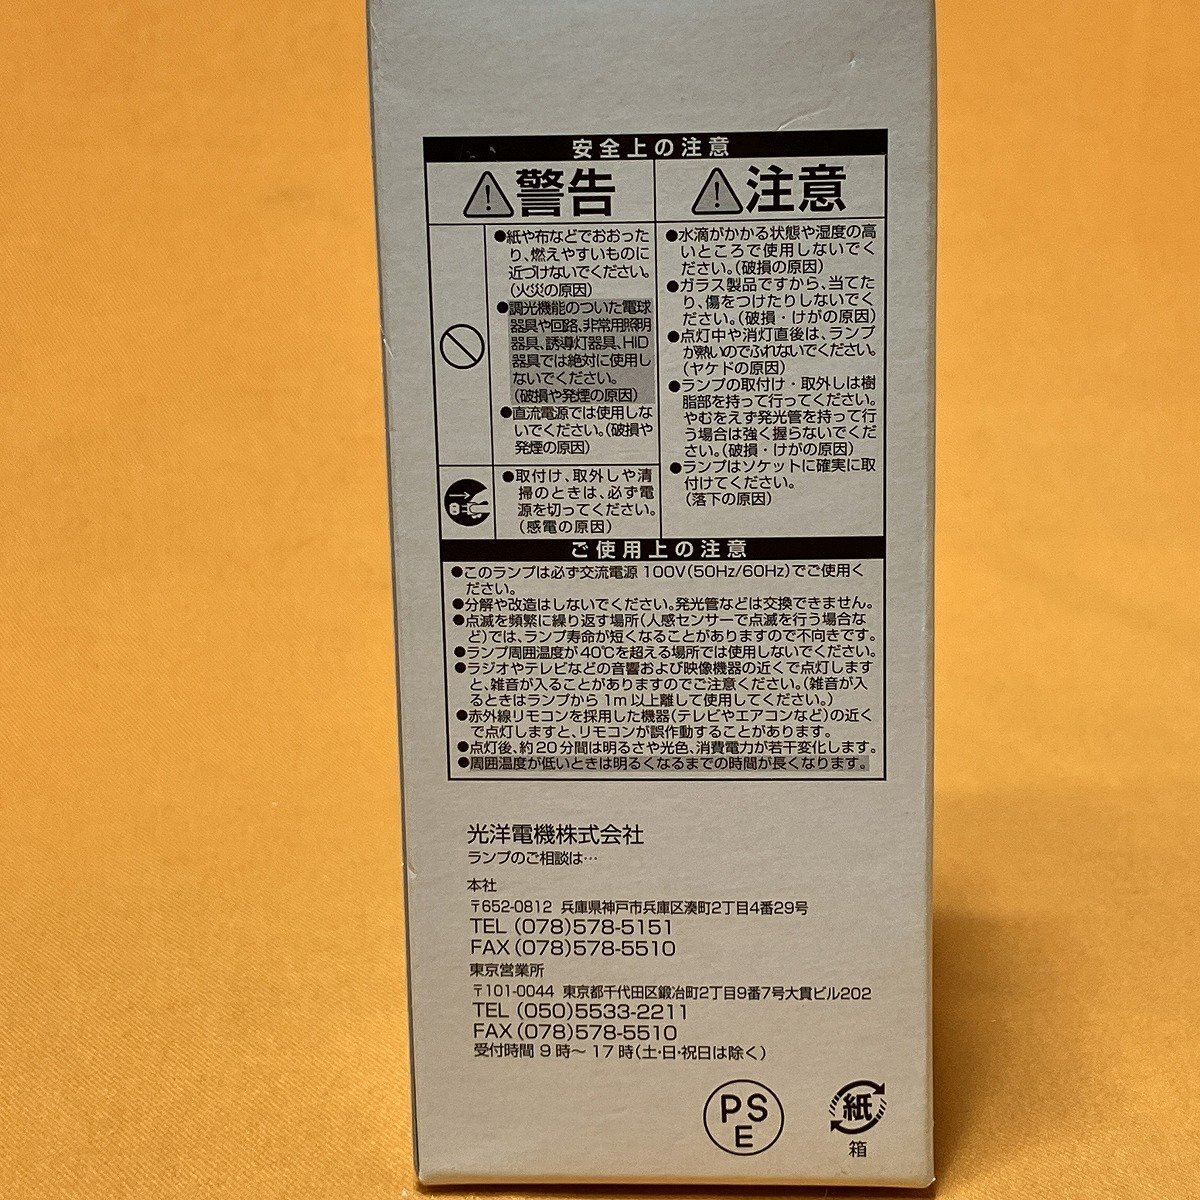 安全上の注意
警告
●紙や布などでおおった
り、燃えやすいものに
近づけないでください。
(火災の原因)
●調光機能のついた電球
器具や回路、非常用照明
器具、誘導灯器具、HID
器具では絶対に使用し
ないでください。
(破損や発煙の原因)
●直流電源では使用しな
いでください。(破損や
発煙の原因)
●取付け、取外しや清
掃のときは、必ず電
源を切ってください。
(感電の原因)
注意
●水滴がかかる状態や湿度の高
いところで使用しないでく
ださい。(破損の原因)
●ガラス製品ですから、当てた
り、傷をつけたりしないでく
ださい。(破損・けがの原因)
●点灯中や消灯直後は、ランプ
が熱いのでふれないでください。
(ヤケドの原因)
●ランプの取付け・取外しは樹
脂部を持って行ってください。
やむをえず発光管を持って行
う場合は強く握らないでくだ
さい。(破損・けがの原因)
●ランプはソケットに確実に取
付けてください。
(落下の原因)
ご使用上の注意
●このランプは必ず交流電源 100V(50Hz/60Hz)でご使用く
ださい。
●分解や改造はしないでください。発光管などは交換できません。
●点滅を頻繁に繰り返す場所(人感センサーで点滅を行う場合な
ど)では、ランプ寿命が短くなることがありますので不向きです。
●ランプ周囲温度が40℃を超える場所では使用しないでください。
●ラジオやテレビなどの音響および映像機器の近くで点灯します
と、雑音が入ることがありますのでご注意ください。(雑音が入
るときはランプから1m以上離して使用してください。)
●赤外線リモコンを採用した機器(テレビやエアコンなど)の近く
で点灯しますと、リモコンが誤作動することがあります。
●点灯後、約20分間は明るさや光色、消費電力が若干変化します。
●周囲温度が低いときは明るくなるまでの時間が長くなります。
光洋電機株式会社
ランプのご相談は…
本社
〒652-0812 兵庫県神戸市兵庫区湊町2丁目4番29号
TEL (078)578-5151
FAX (078)578-5510
東京営業所
〒101-0044 東京都千代田区鍛冶町2丁目9番7号大貫ビル202
TEL (050)5533-2211
FAX (078)578-5510
受付時間 9時～17時(土・日・祝日は除く)
PS
E
紙
箱